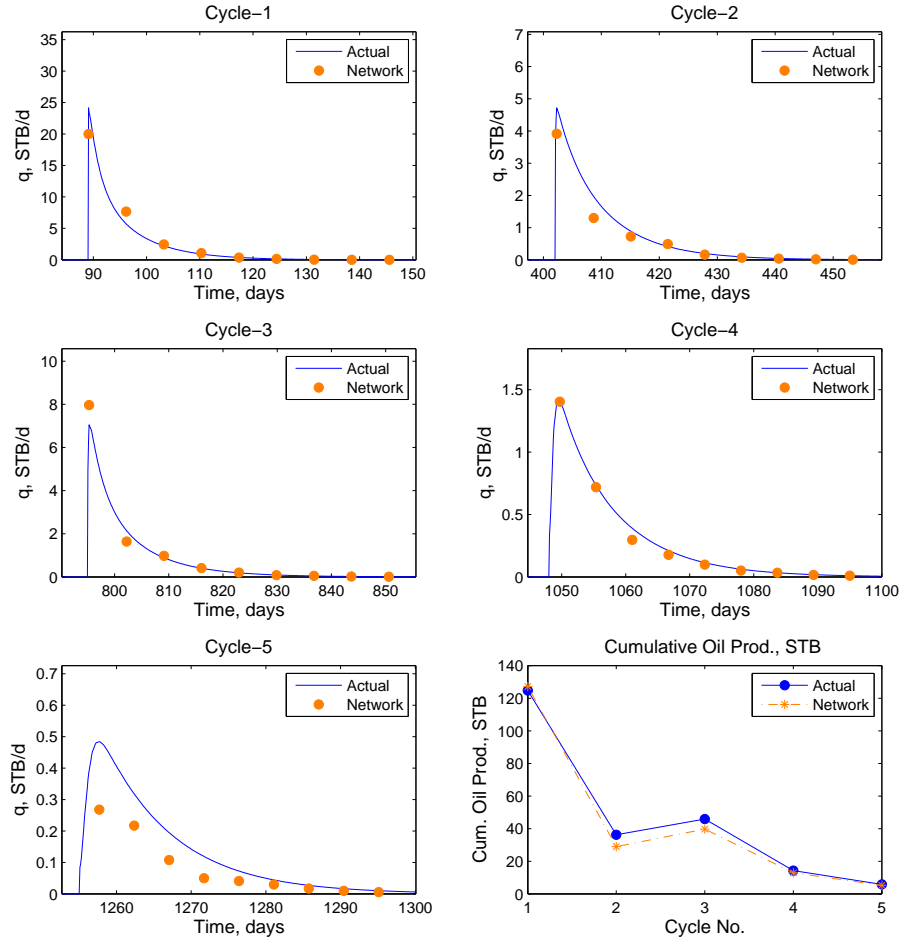 Cycle−1
q, STB/d
35
30
25
20
15
10
5
0
90 100 110 120 130 140 150
Time, days
Actual
Network
Cycle−2
q, STB/d
7
6
5
4
3
2
1
0
400 410 420 430 440 450
Time, days
Actual
Network
Cycle−3
q, STB/d
10
8
6
4
2
0
800 810 820 830 840 850
Time, days
Actual
Network
Cycle−4
q, STB/d
1.5
1
0.5
0
1050 1060 1070 1080 1090 1100
Time, days
Actual
Network
Cycle−5
q, STB/d
0.7
0.6
0.5
0.4
0.3
0.2
0.1
0
1260 1270 1280 1290 1300
Time, days
Actual
Network
Cumulative Oil Prod., STB
Cum. Oil Prod., STB
140
120
100
80
60
40
20
0
1 2 3 4 5
Cycle No.
Actual
Network